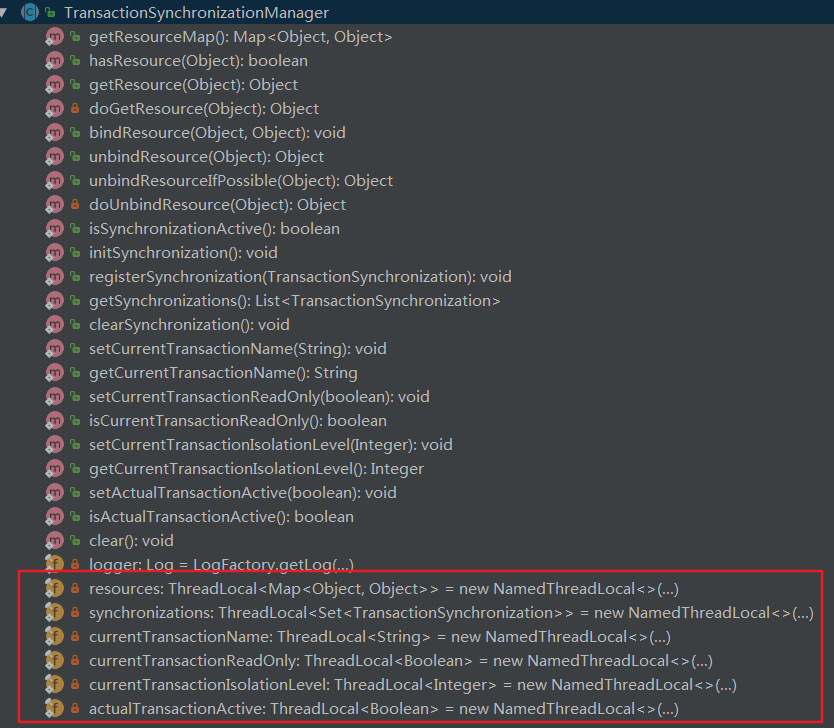 TransactionSynchronizationManager
getResourceMap(): Map<Object, Object>
hasResource(Object): boolean
getResource(Object): Object
doGetResource(Object): Object
bindResource(Object, Object): void
unbindResource(Object): Object
unbindResourceIfPossible(Object): Object
doUnbindResource(Object): Object
isSynchronizationActive(): boolean
initSynchronization(): void
registerSynchronization(TransactionSynchronization): void
getSynchronizations(): List<TransactionSynchronization>
clearSynchronization(): void
setCurrentTransactionName(String): void
getCurrentTransactionName(): String
setCurrentTransactionReadOnly(boolean): void
isCurrentTransactionReadOnly(): boolean
setCurrentTransactionIsolationLevel(Integer): void
getCurrentTransactionIsolationLevel(): Integer
setActualTransactionActive(boolean): void
isActualTransactionActive(): boolean
clear(): void
logger: Log = LogFactory.getLog(...)
resources: ThreadLocal<Map<Object, Object>> = new NamedThreadLocal<>(...)
synchronizations: ThreadLocal<Set<TransactionSynchronization>> = new NamedThreadLocal<>(...)
currentTransactionName: ThreadLocal<String> = new NamedThreadLocal<>(...)
currentTransactionReadOnly: ThreadLocal<Boolean> = new NamedThreadLocal<>(...)
currentTransactionIsolationLevel: ThreadLocal<Integer> = new NamedThreadLocal<>(...)
actualTransactionActive: ThreadLocal<Boolean> = new NamedThreadLocal<>(...)